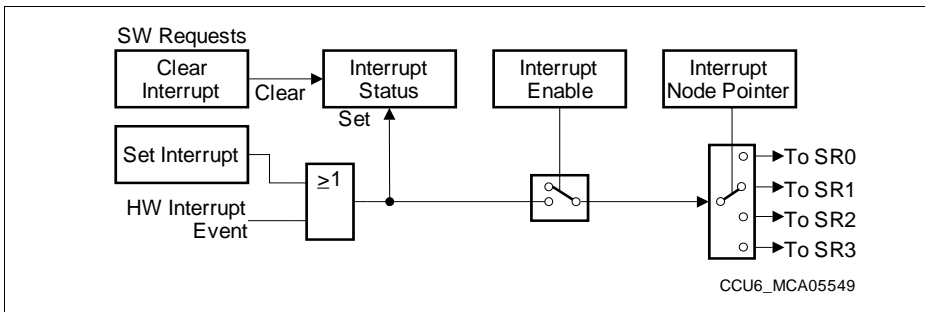 SW Requests
Clear
Interrupt
Clear
Interrupt
Status
Set
Interrupt
Enable
Interrupt
Node Pointer
Set Interrupt
≥1
HW Interrupt
Event
To SR0
To SR1
To SR2
To SR3
CCU6_MCA05549